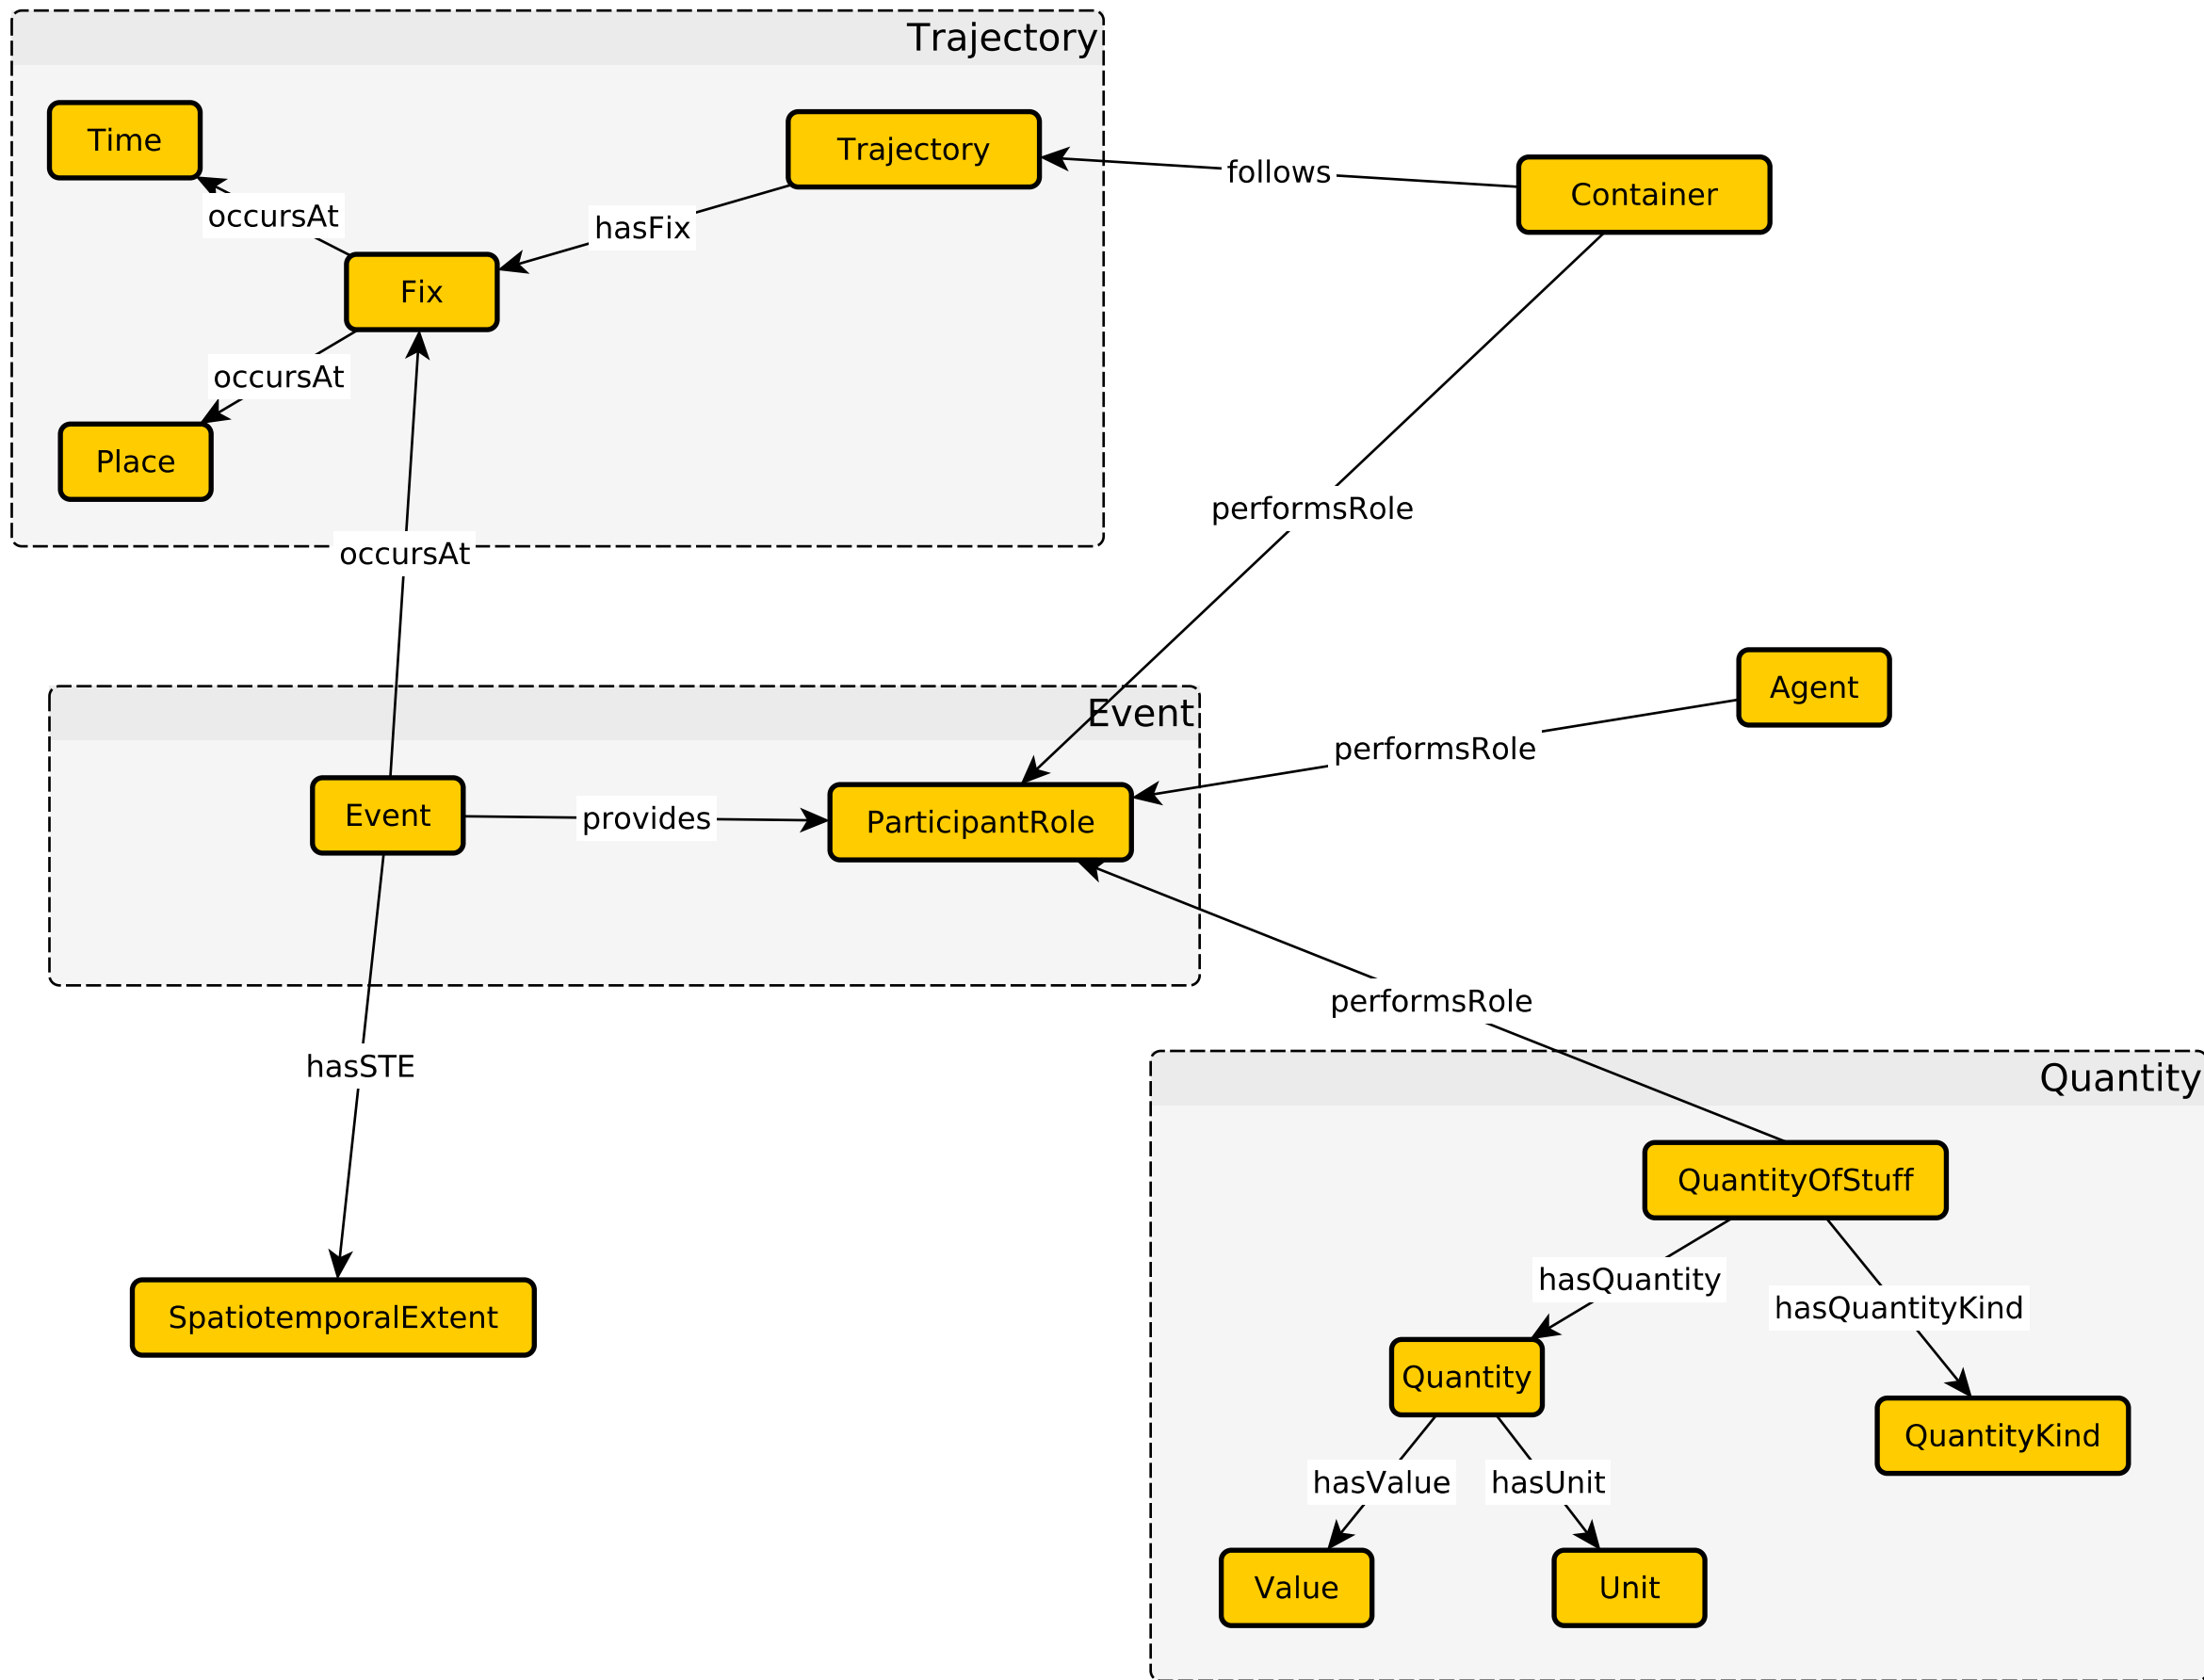 Trajectory
Time
Trajectory
follows
Container
occursAt
hasFix
Fix
occursAt
Place
performsRole
occursAt
Agent
Event
performsRole
Event
provides
ParticipantRole
performsRole
hasSTE
Quantity
QuantityOfStuff
hasQuantity
hasQuantityKind
SpatiotemporalExtent
Quantity
QuantityKind
hasValue
hasUnit
Value
Unit